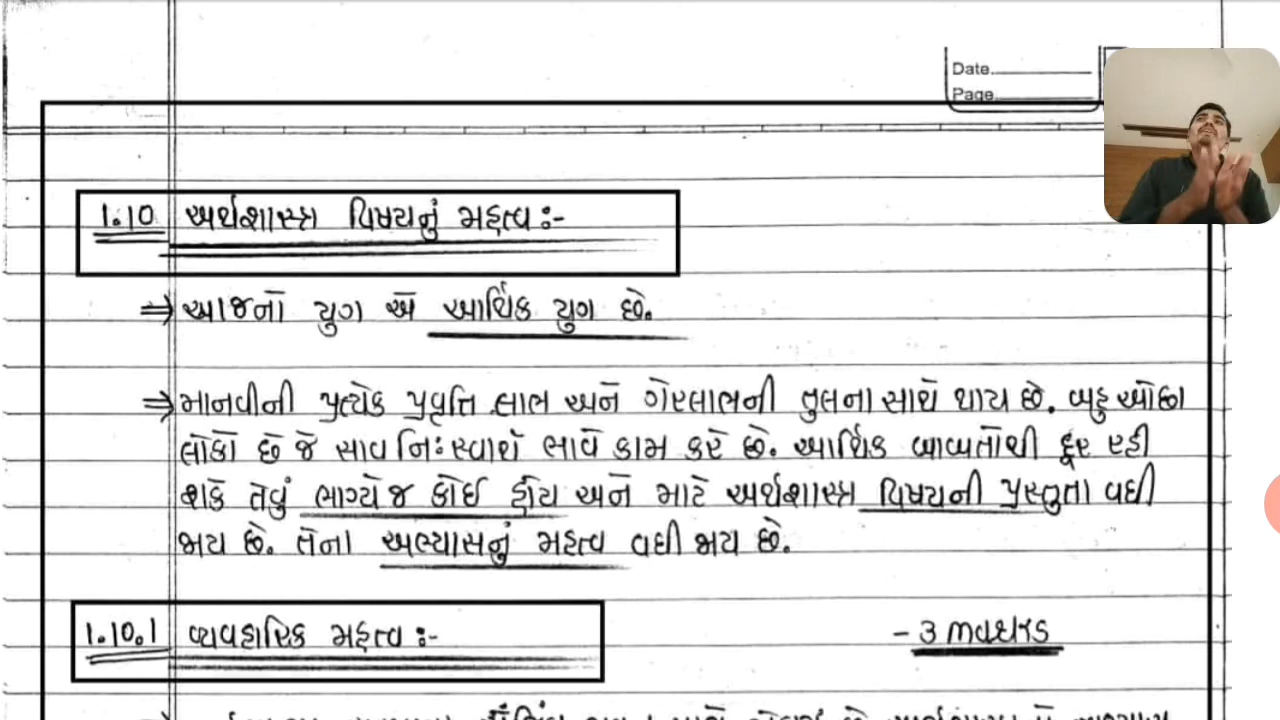 Date.
Page
1.10 અર્થશાસ્ત્ર વિષયનું મહત્વ :-
⇒ આજનો યુગ એ આર્થિક યુગ છે.
⇒ માનવીની પ્રત્યેક પ્રવૃત્તિ લાભ અને ગેરલાભની તુલના સાથે થાય છે. બહુ ઓછા
લોકો છે જે સાવ નિઃસ્વાર્થ ભાવે કામ કરે છે. આર્થિક બાબતોથી દૂર રહી
શકે તેવું ભાગ્યે જ કોઈ હોય અને માટે અર્થશાસ્ત્ર વિષયની પ્રસ્તુતા વધી
જાય છે. તેના અભ્યાસનું મહત્વ વધી જાય છે.
1.10.1 વ્યવહારિક મહત્વ :-
- 3 માર્ક